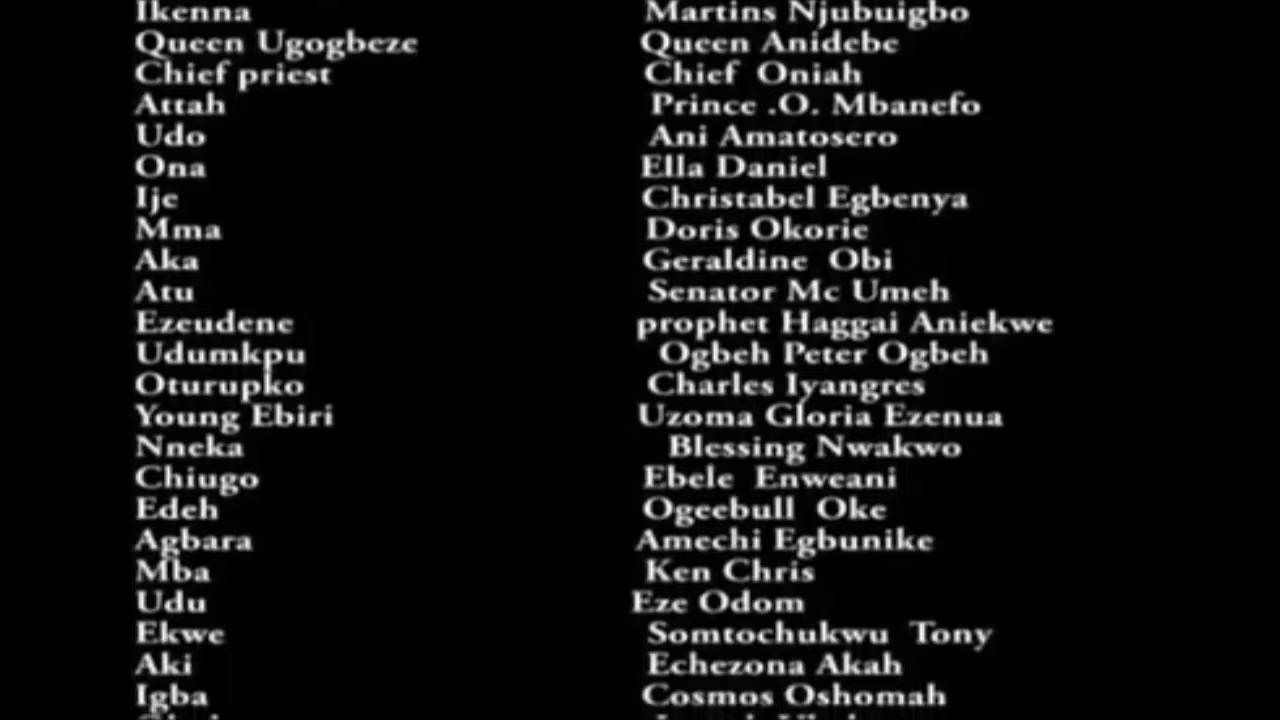 Ikenna Martins Njubuigbo
Queen Ugogbeze Queen Anidebe
Chief priest Chief Oniah
Attah Prince .O. Mbanefo
Udo Ani Amatosero
Ona Ella Daniel
Ije Christabel Egbenya
Mma Doris Okorie
Aka Geraldine Obi
Atu Senator Mc Umeh
Ezeudene prophet Haggai Aniekwe
Udumkpu Ogbeh Peter Ogbeh
Oturupko Charles Iyangres
Young Ebiri Uzoma Gloria Ezenua
Nneka Blessing Nwakwo
Chiugo Ebele Enweani
Edeh Ogeebull Oke
Agbara Amechi Egbunike
Mba Ken Chris
Udu Eze Odom
Ekwe Somtochukwu Tony
Aki Echezona Akah
Igba Cosmos Oshomah